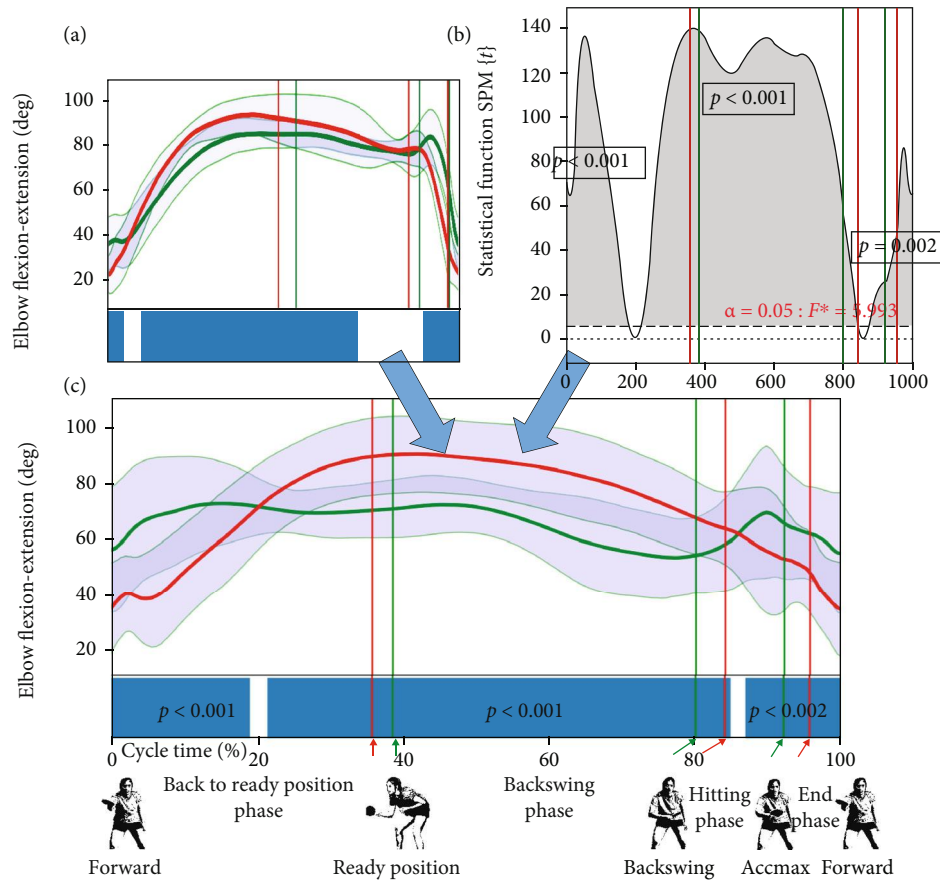 (a)
Elbow flexion-extension (deg)
100
80
60
40
20
(b)
Statistical function SPM {t}
140
120
100
80
60
40
20
0
p < 0.001
p < 0.001
p = 0.002
α = 0.05 : F* = 5.993
0
200
400
600
800
1000
(c)
Elbow flexion-extension (deg)
100
80
60
40
20
p < 0.001
p < 0.001
p < 0.002
0
20
40
60
80
100
Cycle time (%)
Back to ready position
phase
Backswing
phase
Hitting
phase
End
phase
Forward
Ready position
Backswing
Accmax
Forward